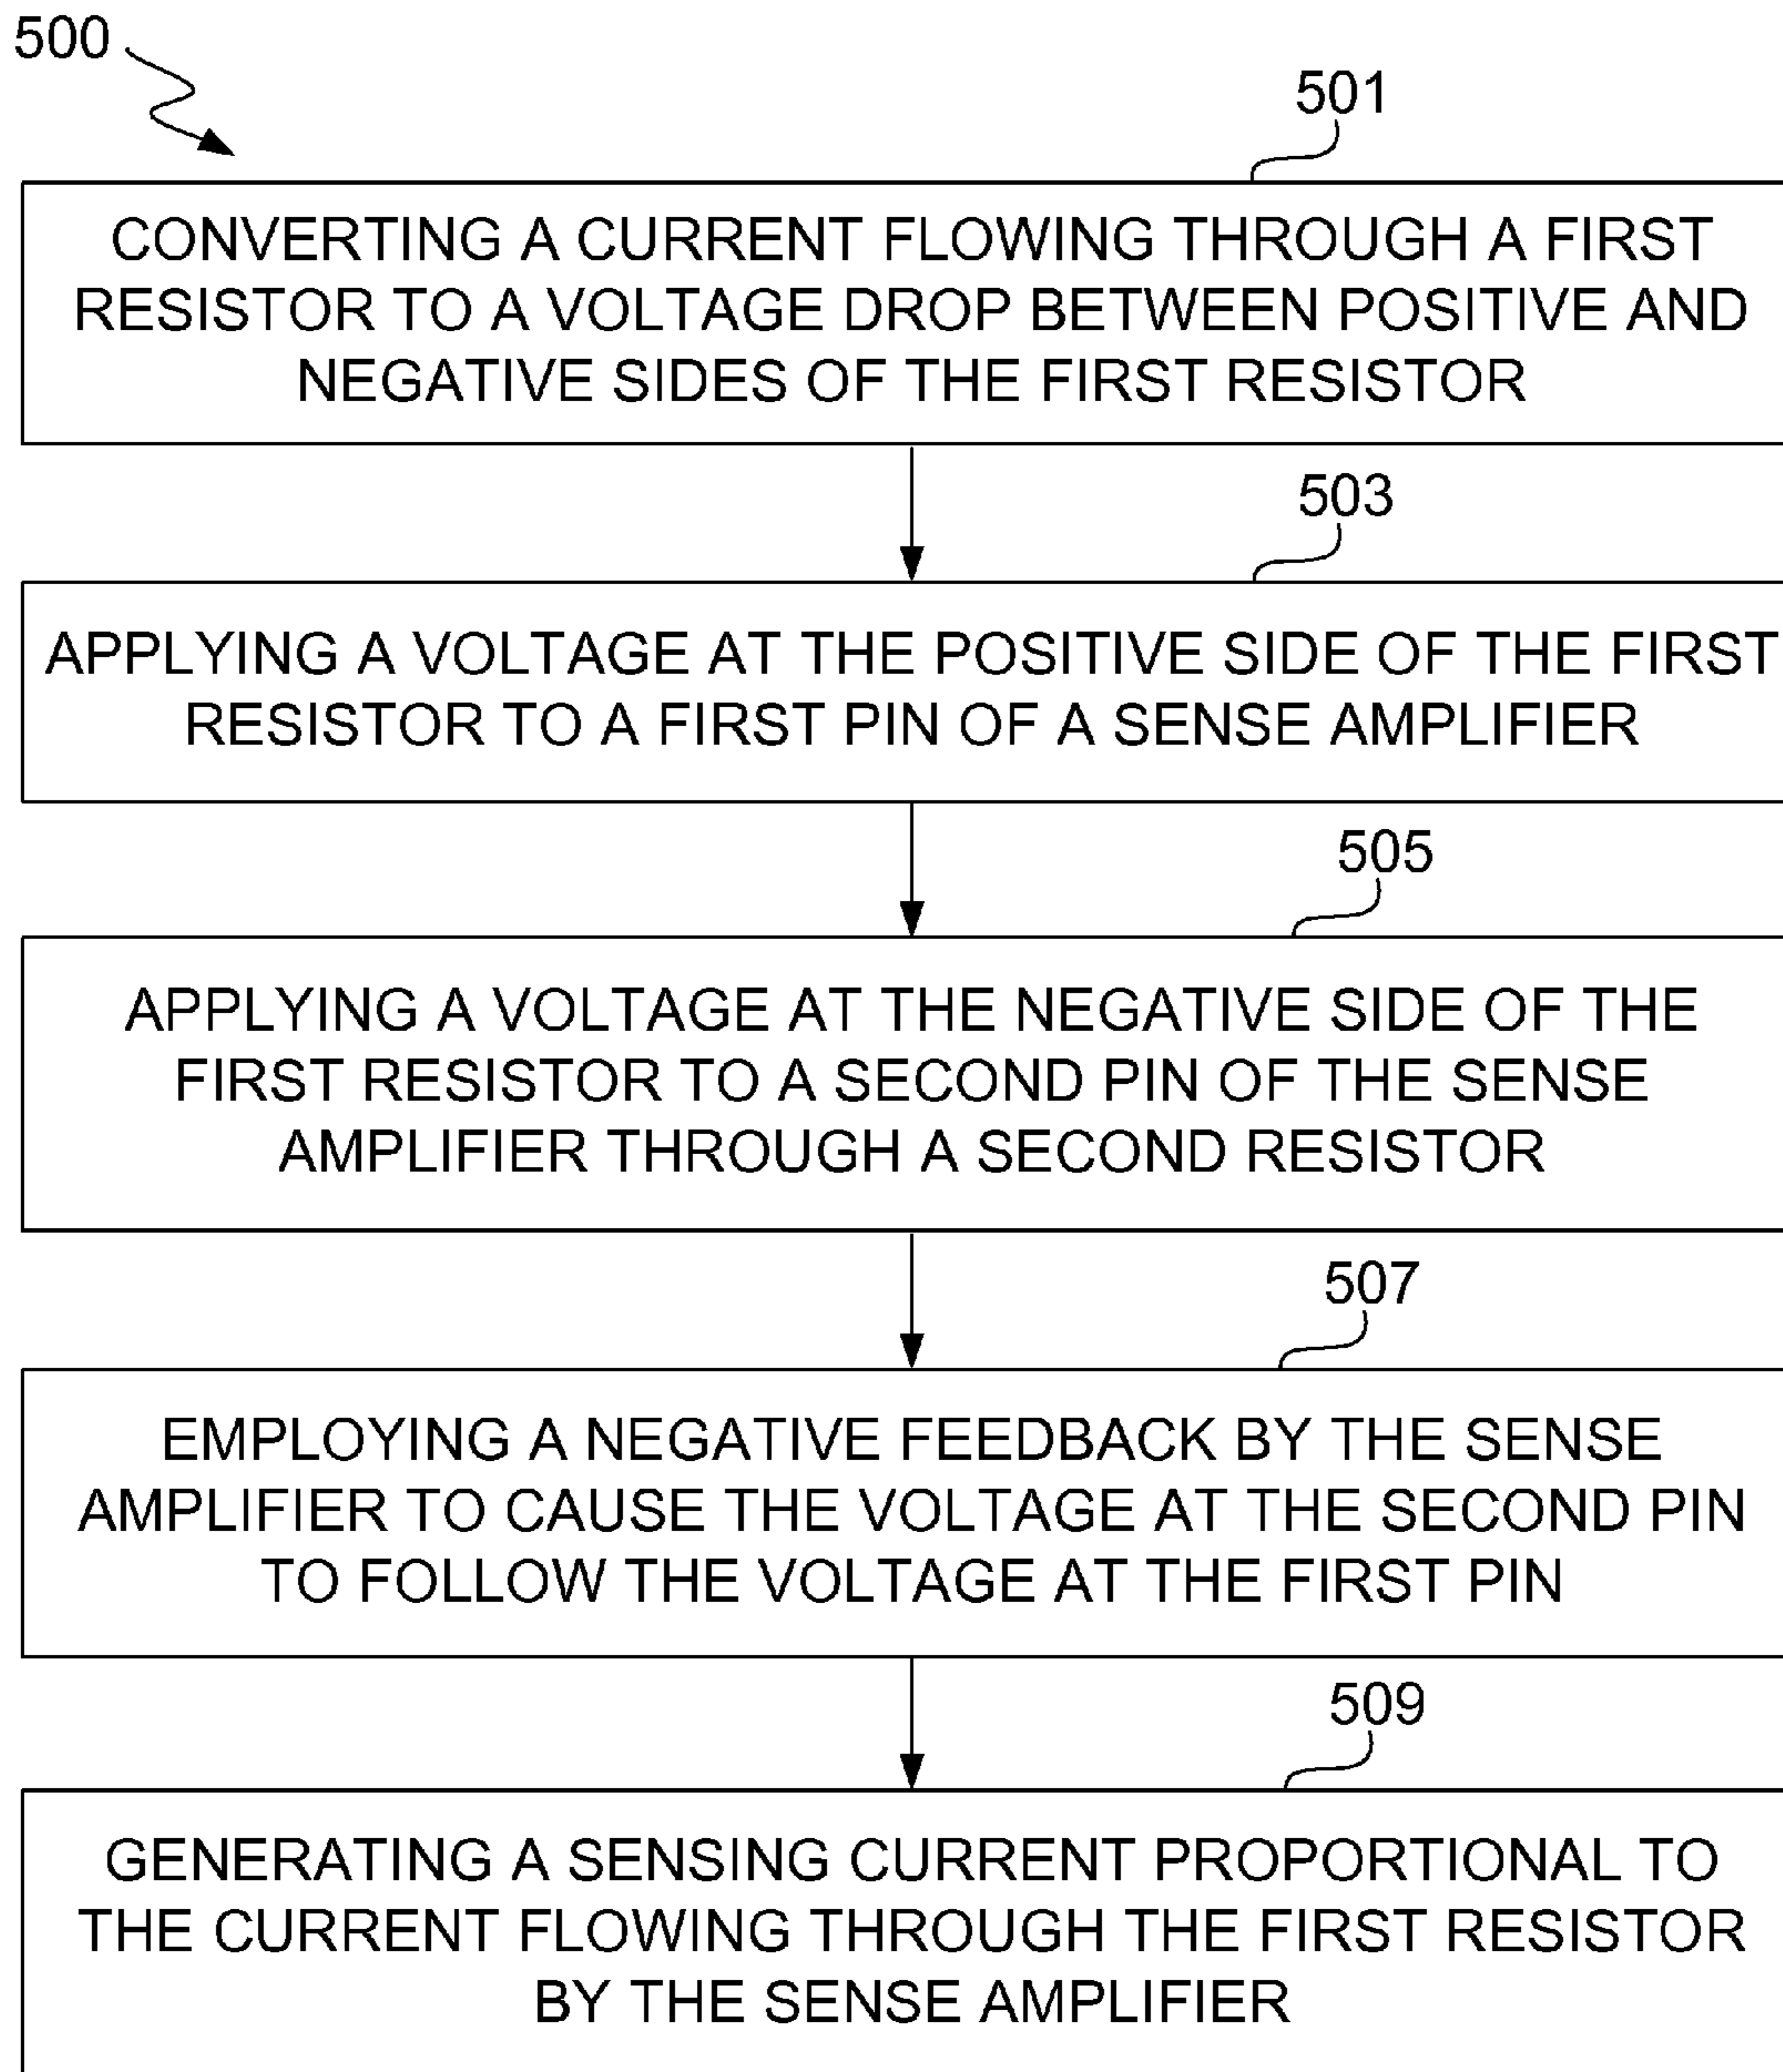 500
501
CONVERTING A CURRENT FLOWING THROUGH A FIRST
RESISTOR TO A VOLTAGE DROP BETWEEN POSITIVE AND
NEGATIVE SIDES OF THE FIRST RESISTOR
503
APPLYING A VOLTAGE AT THE POSITIVE SIDE OF THE FIRST
RESISTOR TO A FIRST PIN OF A SENSE AMPLIFIER
505
APPLYING A VOLTAGE AT THE NEGATIVE SIDE OF THE
FIRST RESISTOR TO A SECOND PIN OF THE SENSE
AMPLIFIER THROUGH A SECOND RESISTOR
507
EMPLOYING A NEGATIVE FEEDBACK BY THE SENSE
AMPLIFIER TO CAUSE THE VOLTAGE AT THE SECOND PIN
TO FOLLOW THE VOLTAGE AT THE FIRST PIN
509
GENERATING A SENSING CURRENT PROPORTIONAL TO
THE CURRENT FLOWING THROUGH THE FIRST RESISTOR
BY THE SENSE AMPLIFIER